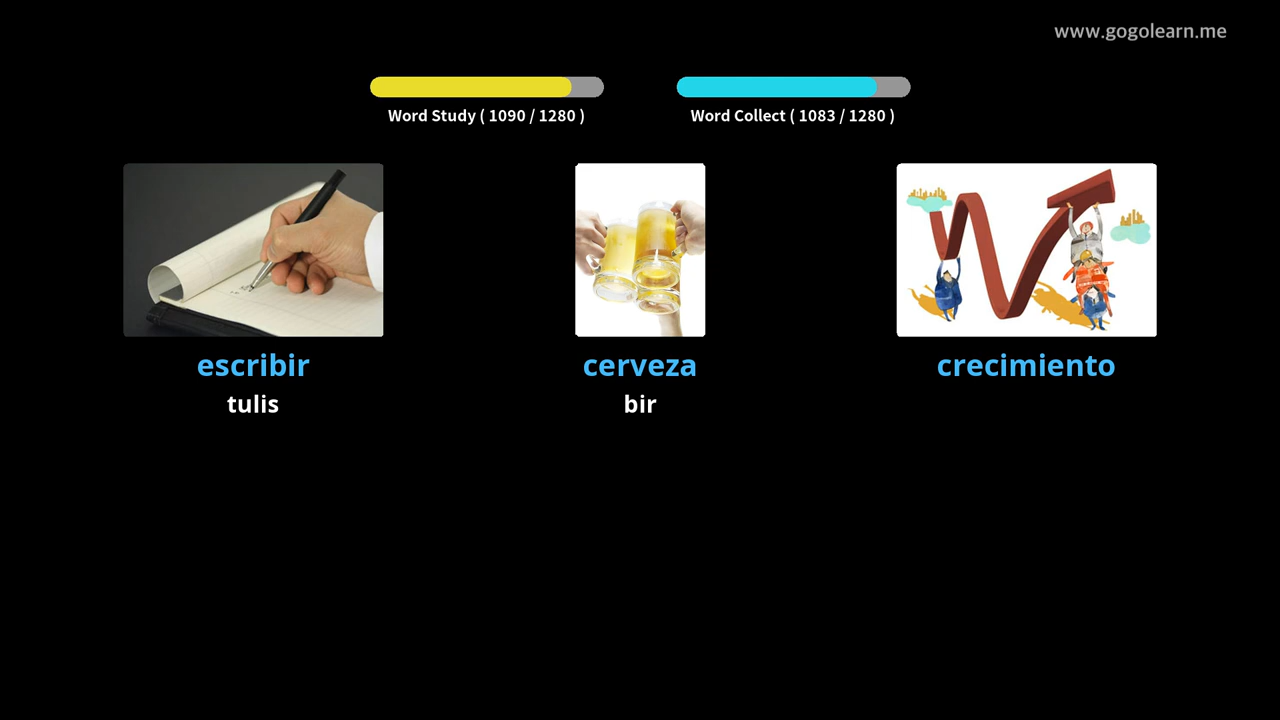 www.gogolearn.me
Word Study ( 1090 / 1280 )
Word Collect ( 1083 / 1280 )
escribir
cerveza
crecimiento
tulis
bir